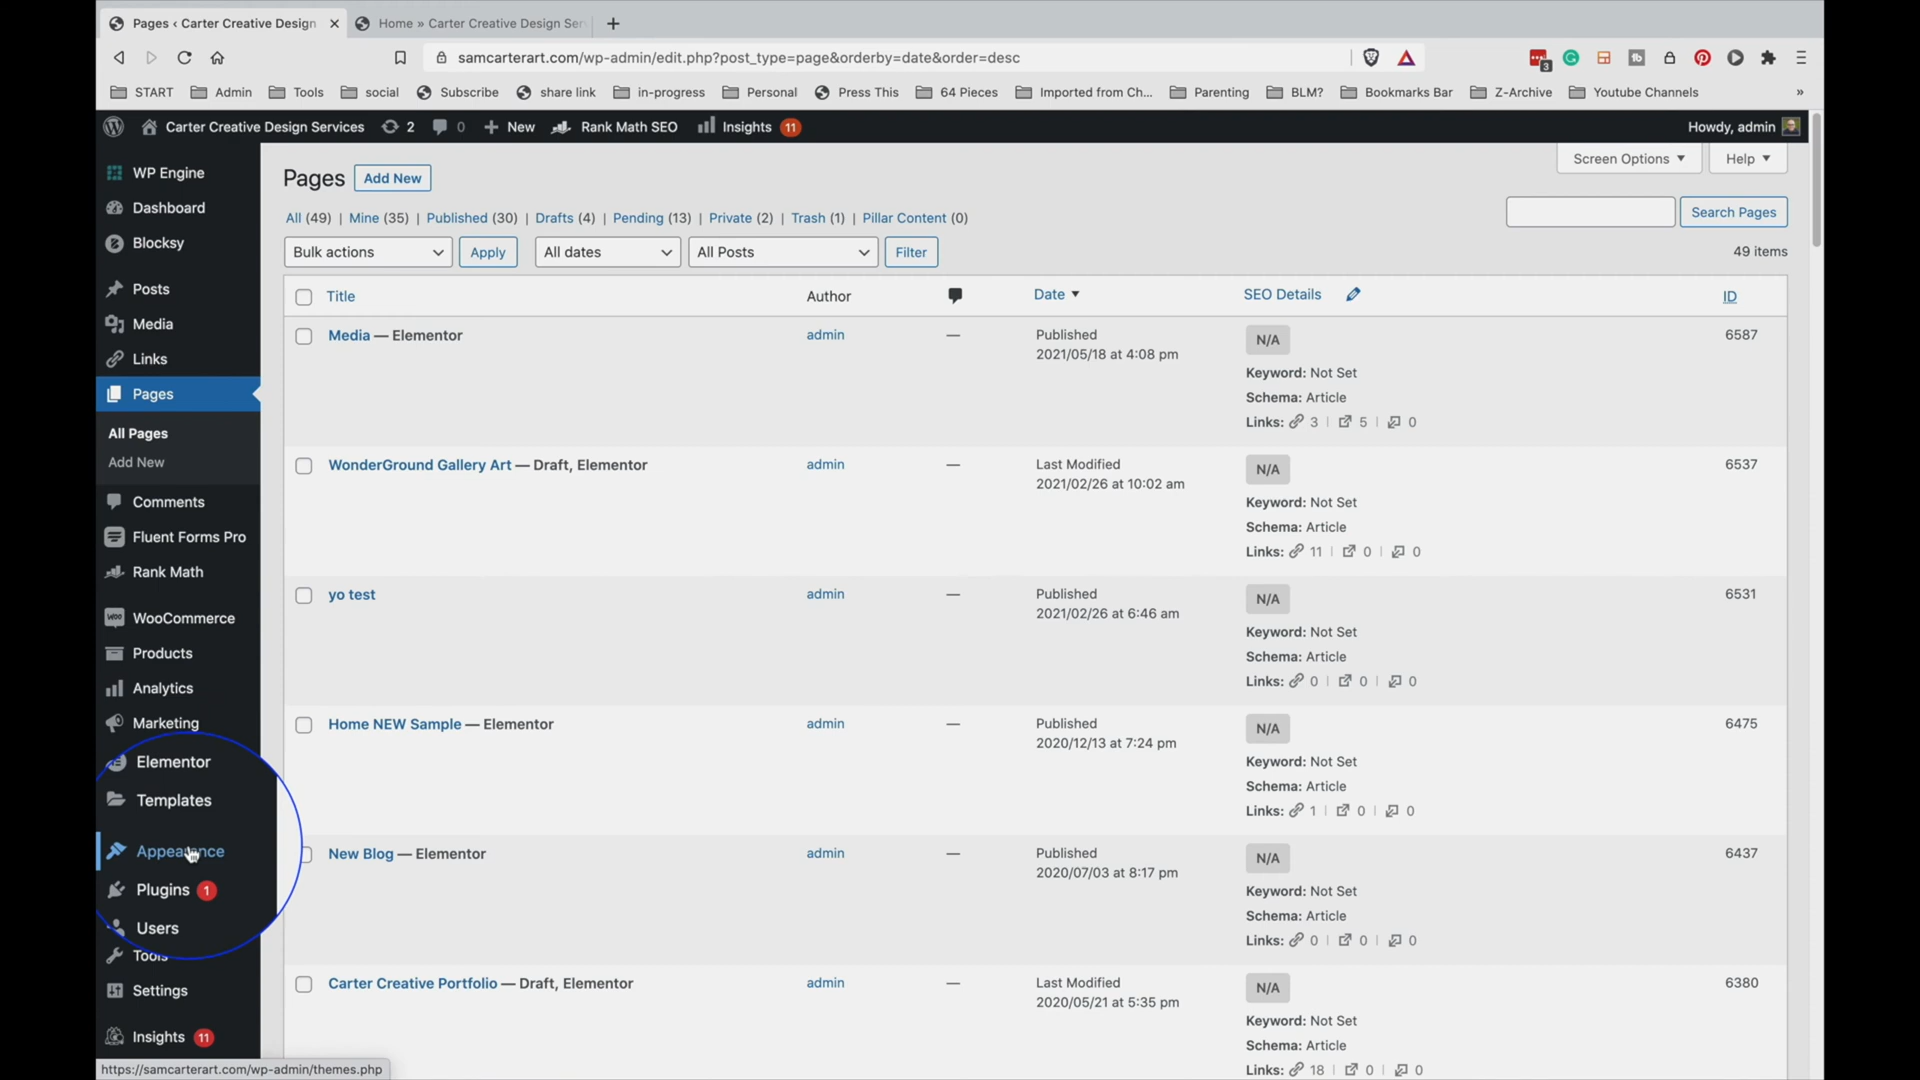 Pages ‹ Carter Creative Design
Home » Carter Creative Design Ser
samcarterart.com/wp-admin/edit.php?post_type=page&orderby=date&order=desc
3
START Admin Tools social Subscribe share link in-progress Personal Press This 64 Pieces Imported from Ch... Parenting BLM? Bookmarks Bar Z-Archive Youtube Channels »
Carter Creative Design Services 2 0 New Rank Math SEO Insights 11 Howdy, admin
WP Engine
Dashboard
Blocksy
Posts
Media
Links
Pages
All Pages
Add New
Comments
Fluent Forms Pro
Rank Math
WooCommerce
Products
Analytics
Marketing
Elementor
Templates
Appearance
Plugins 1
Users
Tools
Settings
Insights 11
https://samcarterart.com/wp-admin/themes.php
Screen Options Help
Pages Add New
All (49) | Mine (35) | Published (30) | Drafts (4) | Pending (13) | Private (2) | Trash (1) | Pillar Content (0)
Search Pages
Bulk actions Apply All dates All Posts Filter
49 items
Title Author Date SEO Details ID
Media — Elementor admin — Published N/A 6587
2021/05/18 at 4:08 pm
Keyword: Not Set
Schema: Article
Links: 3 | 5 | 0
WonderGround Gallery Art — Draft, Elementor admin — Last Modified N/A 6537
2021/02/26 at 10:02 am
Keyword: Not Set
Schema: Article
Links: 11 | 0 | 0
yo test admin — Published N/A 6531
2021/02/26 at 6:46 am
Keyword: Not Set
Schema: Article
Links: 0 | 0 | 0
Home NEW Sample — Elementor admin — Published N/A 6475
2020/12/13 at 7:24 pm
Keyword: Not Set
Schema: Article
Links: 1 | 0 | 0
New Blog — Elementor admin — Published N/A 6437
2020/07/03 at 8:17 pm
Keyword: Not Set
Schema: Article
Links: 0 | 0 | 0
Carter Creative Portfolio — Draft, Elementor admin — Last Modified N/A 6380
2020/05/21 at 5:35 pm
Keyword: Not Set
Schema: Article
Links: 18 | 0 | 0